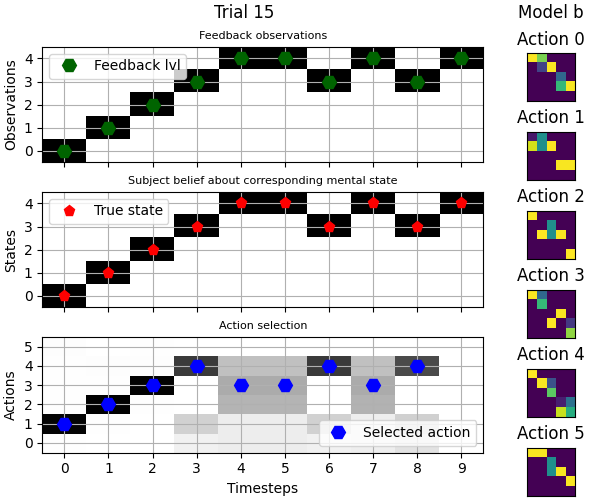 Trial 15
Model b
Feedback observations
4
3
2
1
0
Observations
Feedback lvl
Subject belief about corresponding mental state
4
3
2
1
0
States
True state
Action selection
5
4
3
2
1
0
Actions
Selected action
0 1 2 3 4 5 6 7 8 9
Timesteps
Action 0
Action 1
Action 2
Action 3
Action 4
Action 5